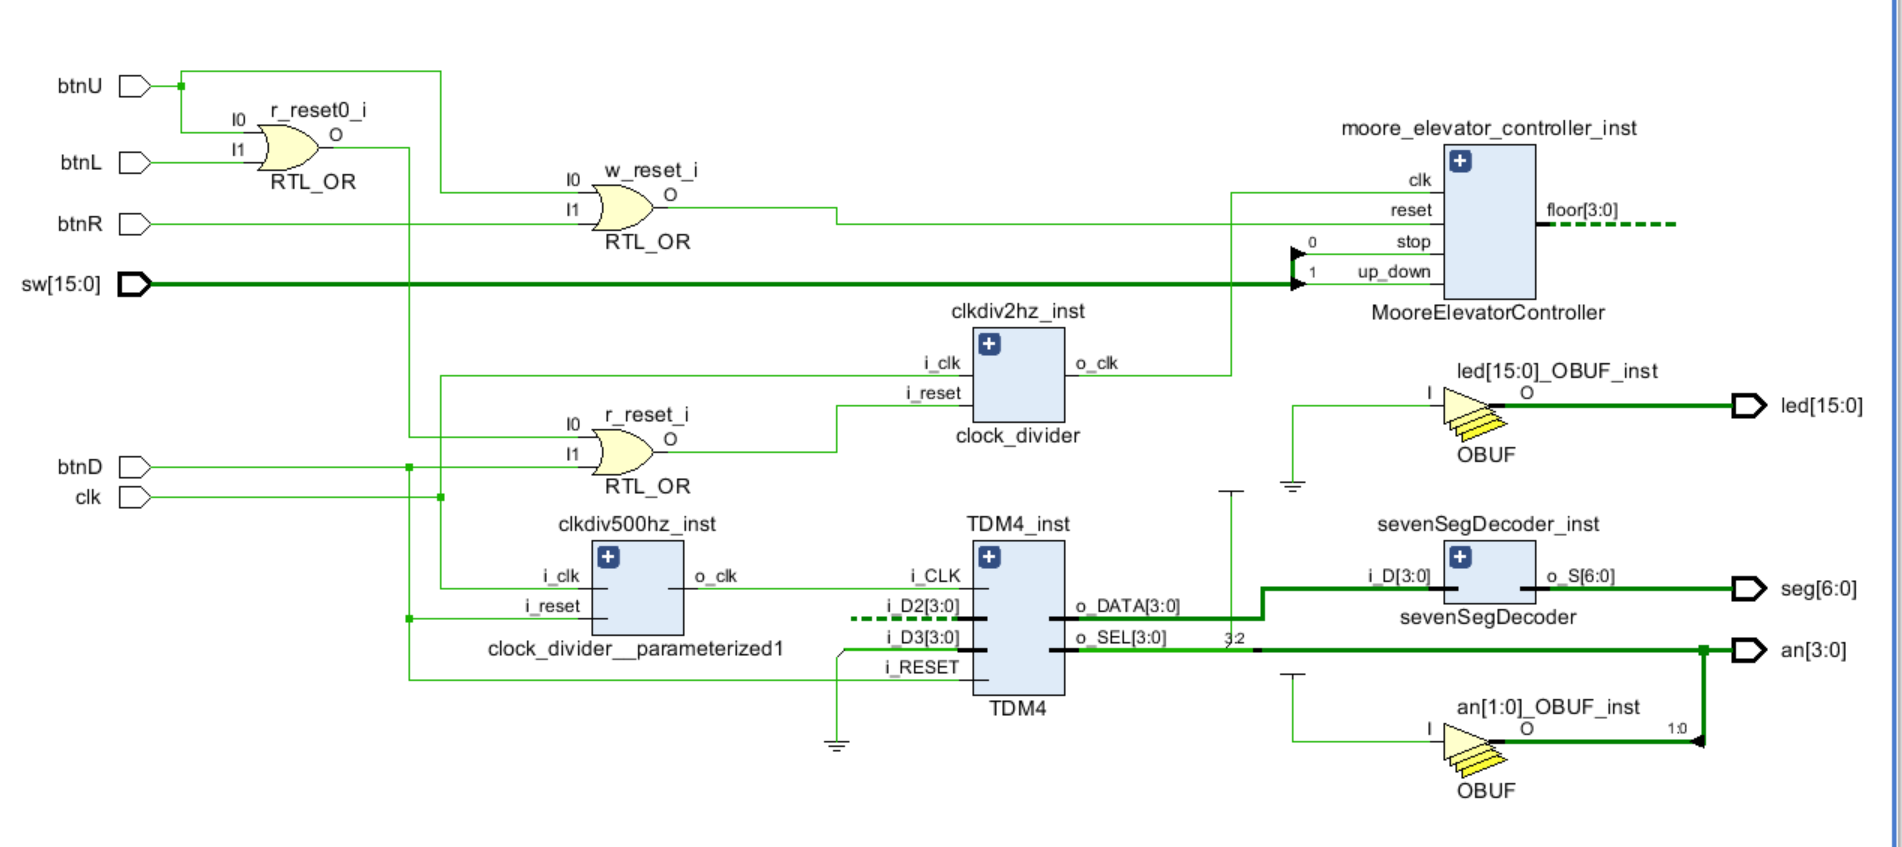 btnU
r_reset0_i
I0
O
I1
btnL
RTL_OR
btnR
sw[15:0]
w_reset_i
I0
O
I1
RTL_OR
moore_elevator_controller_inst
clk
reset
floor[3:0]
0
stop
1
up_down
MooreElevatorController
clkdiv2hz_inst
i_clk
o_clk
i_reset
clock_divider
led[15:0]_OBUF_inst
I
O
led[15:0]
OBUF
r_reset_i
I0
O
I1
RTL_OR
btnD
clk
clkdiv500hz_inst
i_clk
o_clk
i_reset
clock_divider__parameterized1
TDM4_inst
i_CLK
i_D2[3:0]
o_DATA[3:0]
i_D3[3:0]
o_SEL[3:0]
i_RESET
TDM4
3:2
sevenSegDecoder_inst
i_D[3:0]
o_S[6:0]
seg[6:0]
sevenSegDecoder
an[3:0]
an[1:0]_OBUF_inst
I
O
1:0
OBUF